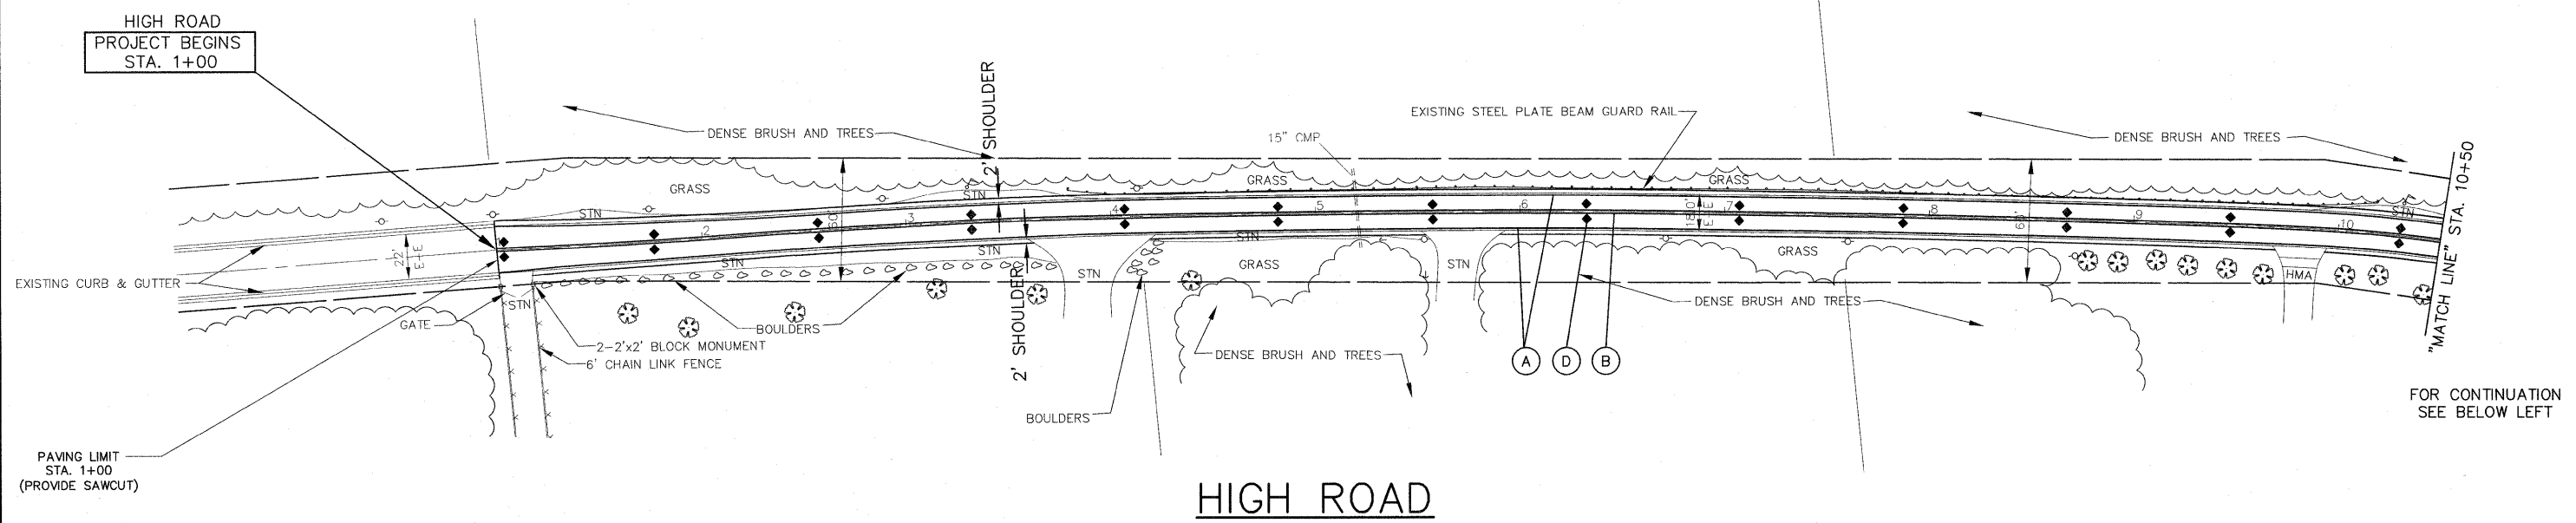 HIGH ROAD
PROJECT BEGINS
STA. 1+00
DENSE BRUSH AND TREES
2' SHOULDER
15" CMP
EXISTING STEEL PLATE BEAM GUARD RAIL
DENSE BRUSH AND TREES
"MATCH LINE" STA. 10+50
GRASS
STN
STN
GRASS
GRASS
STN
22'
E-E
2
60'
3
4
5
6
7
18.0'
E-E
8
9
10
EXISTING CURB & GUTTER
STN
STN
STN
STN
STN
GRASS
GRASS
HMA
GATE
STN
BOULDERS
2-2'x2' BLOCK MONUMENT
6' CHAIN LINK FENCE
2' SHOULDER
DENSE BRUSH AND TREES
DENSE BRUSH AND TREES
A
D
B
BOULDERS
FOR CONTINUATION
SEE BELOW LEFT
PAVING LIMIT
STA. 1+00
(PROVIDE SAWCUT)
HIGH ROAD